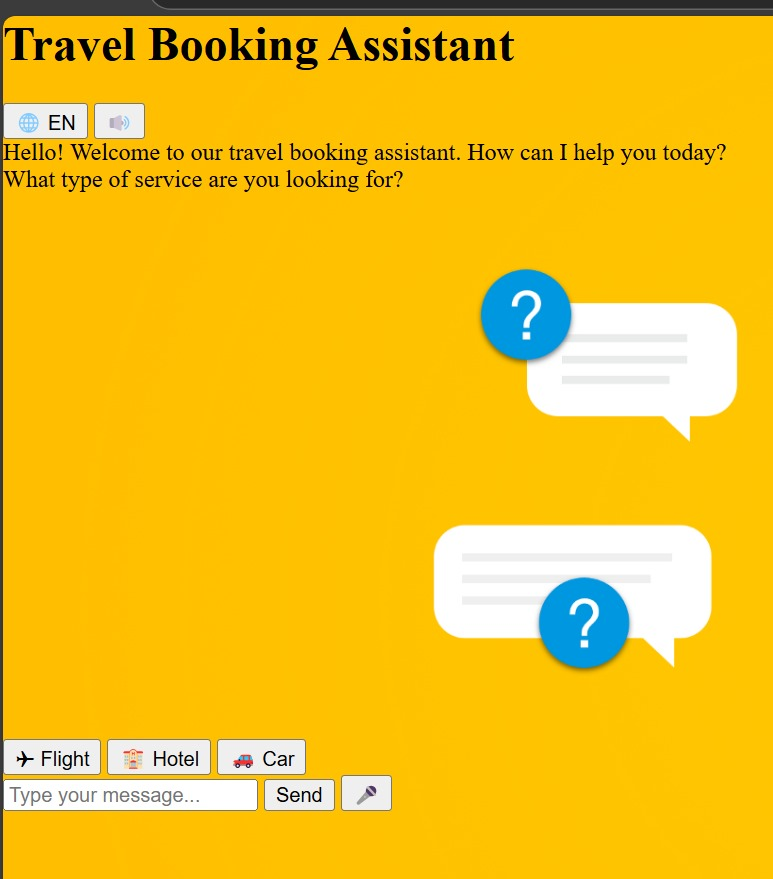 Travel Booking Assistant
EN
Hello! Welcome to our travel booking assistant. How can I help you today?
What type of service are you looking for?
?
?
Flight Hotel Car
Type your message... Send